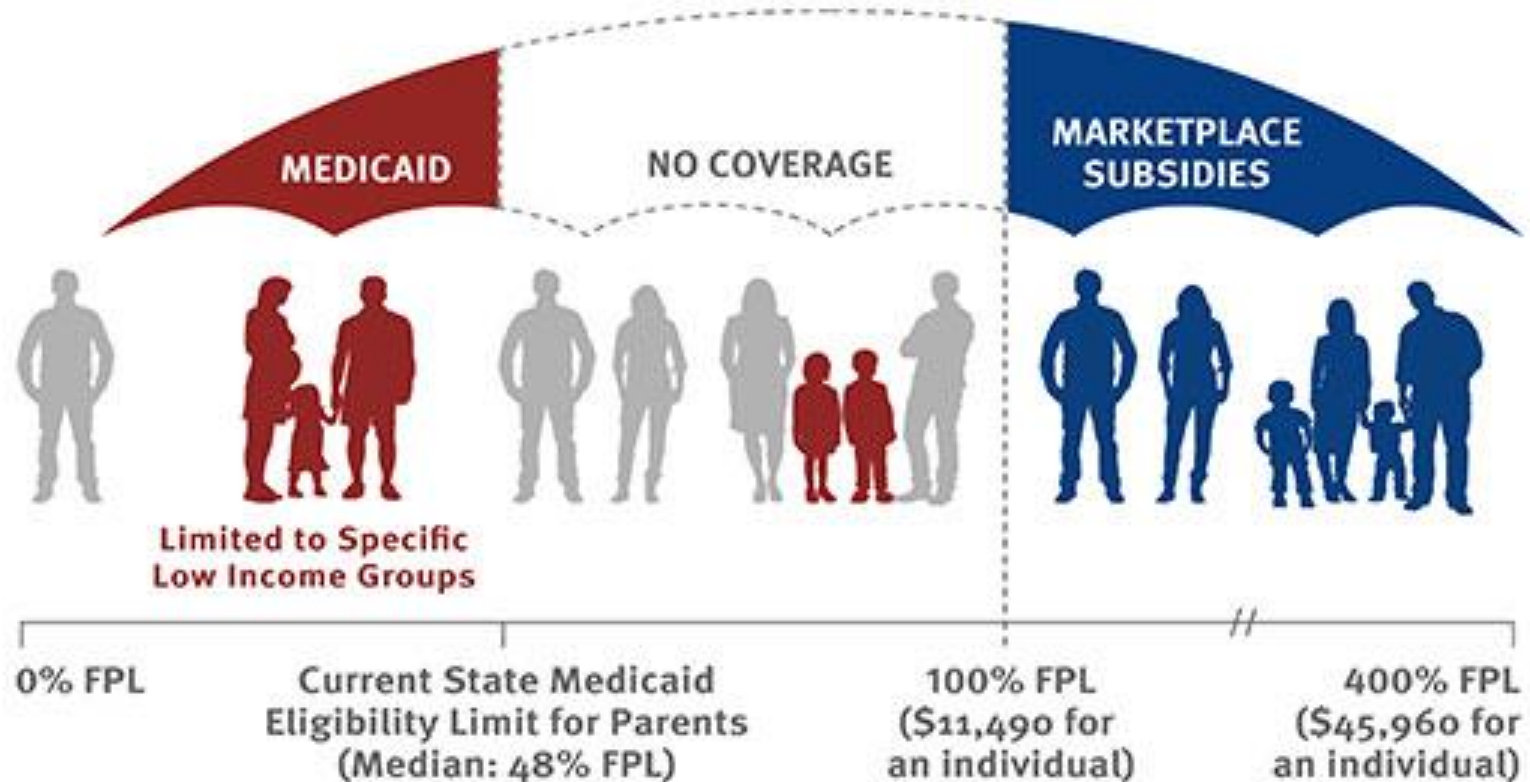 MEDICAID
NO COVERAGE
MARKETPLACE
SUBSIDIES
Limited to Specific
Low Income Groups
0% FPL
Current State Medicaid
Eligibility Limit for Parents
(Median: 48% FPL)
100% FPL
($11,490 for
an individual)
400% FPL
($45,960 for
an individual)